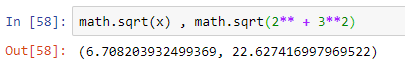 In [58]: math.sqrt(x) , math.sqrt(2** + 3**2)
Out[58]: (6.708203932499369, 22.627416997969522)